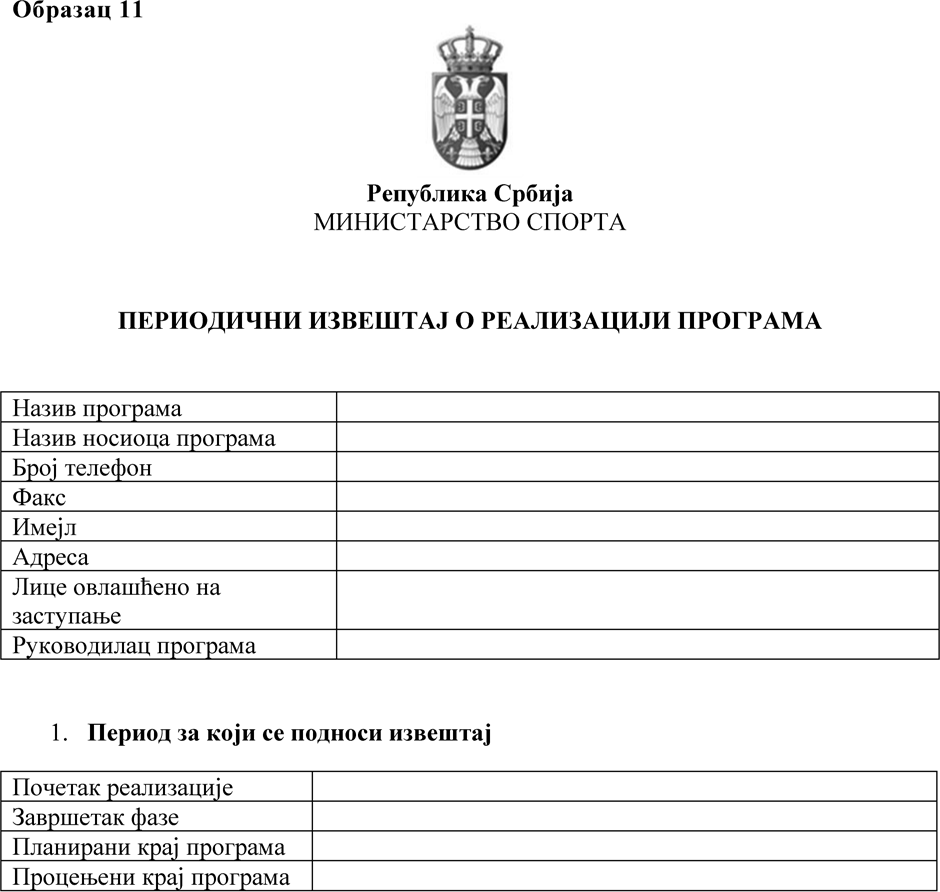 Образац 11
Република Србија
МИНИСТАРСТВО СПОРТА
ПЕРИОДИЧНИ ИЗВЕШТАЈ О РЕАЛИЗАЦИЈИ ПРОГРАМА
Назив програма
Назив носиоца програма
Број телефон
Факс
Имејл
Адреса
Лице овлашћено на
заступање
Руководилац програма
1. Период за који се подноси извештај
Почетак реализације
Завршетак фазе
Планирани крај програма
Процењени крај програма